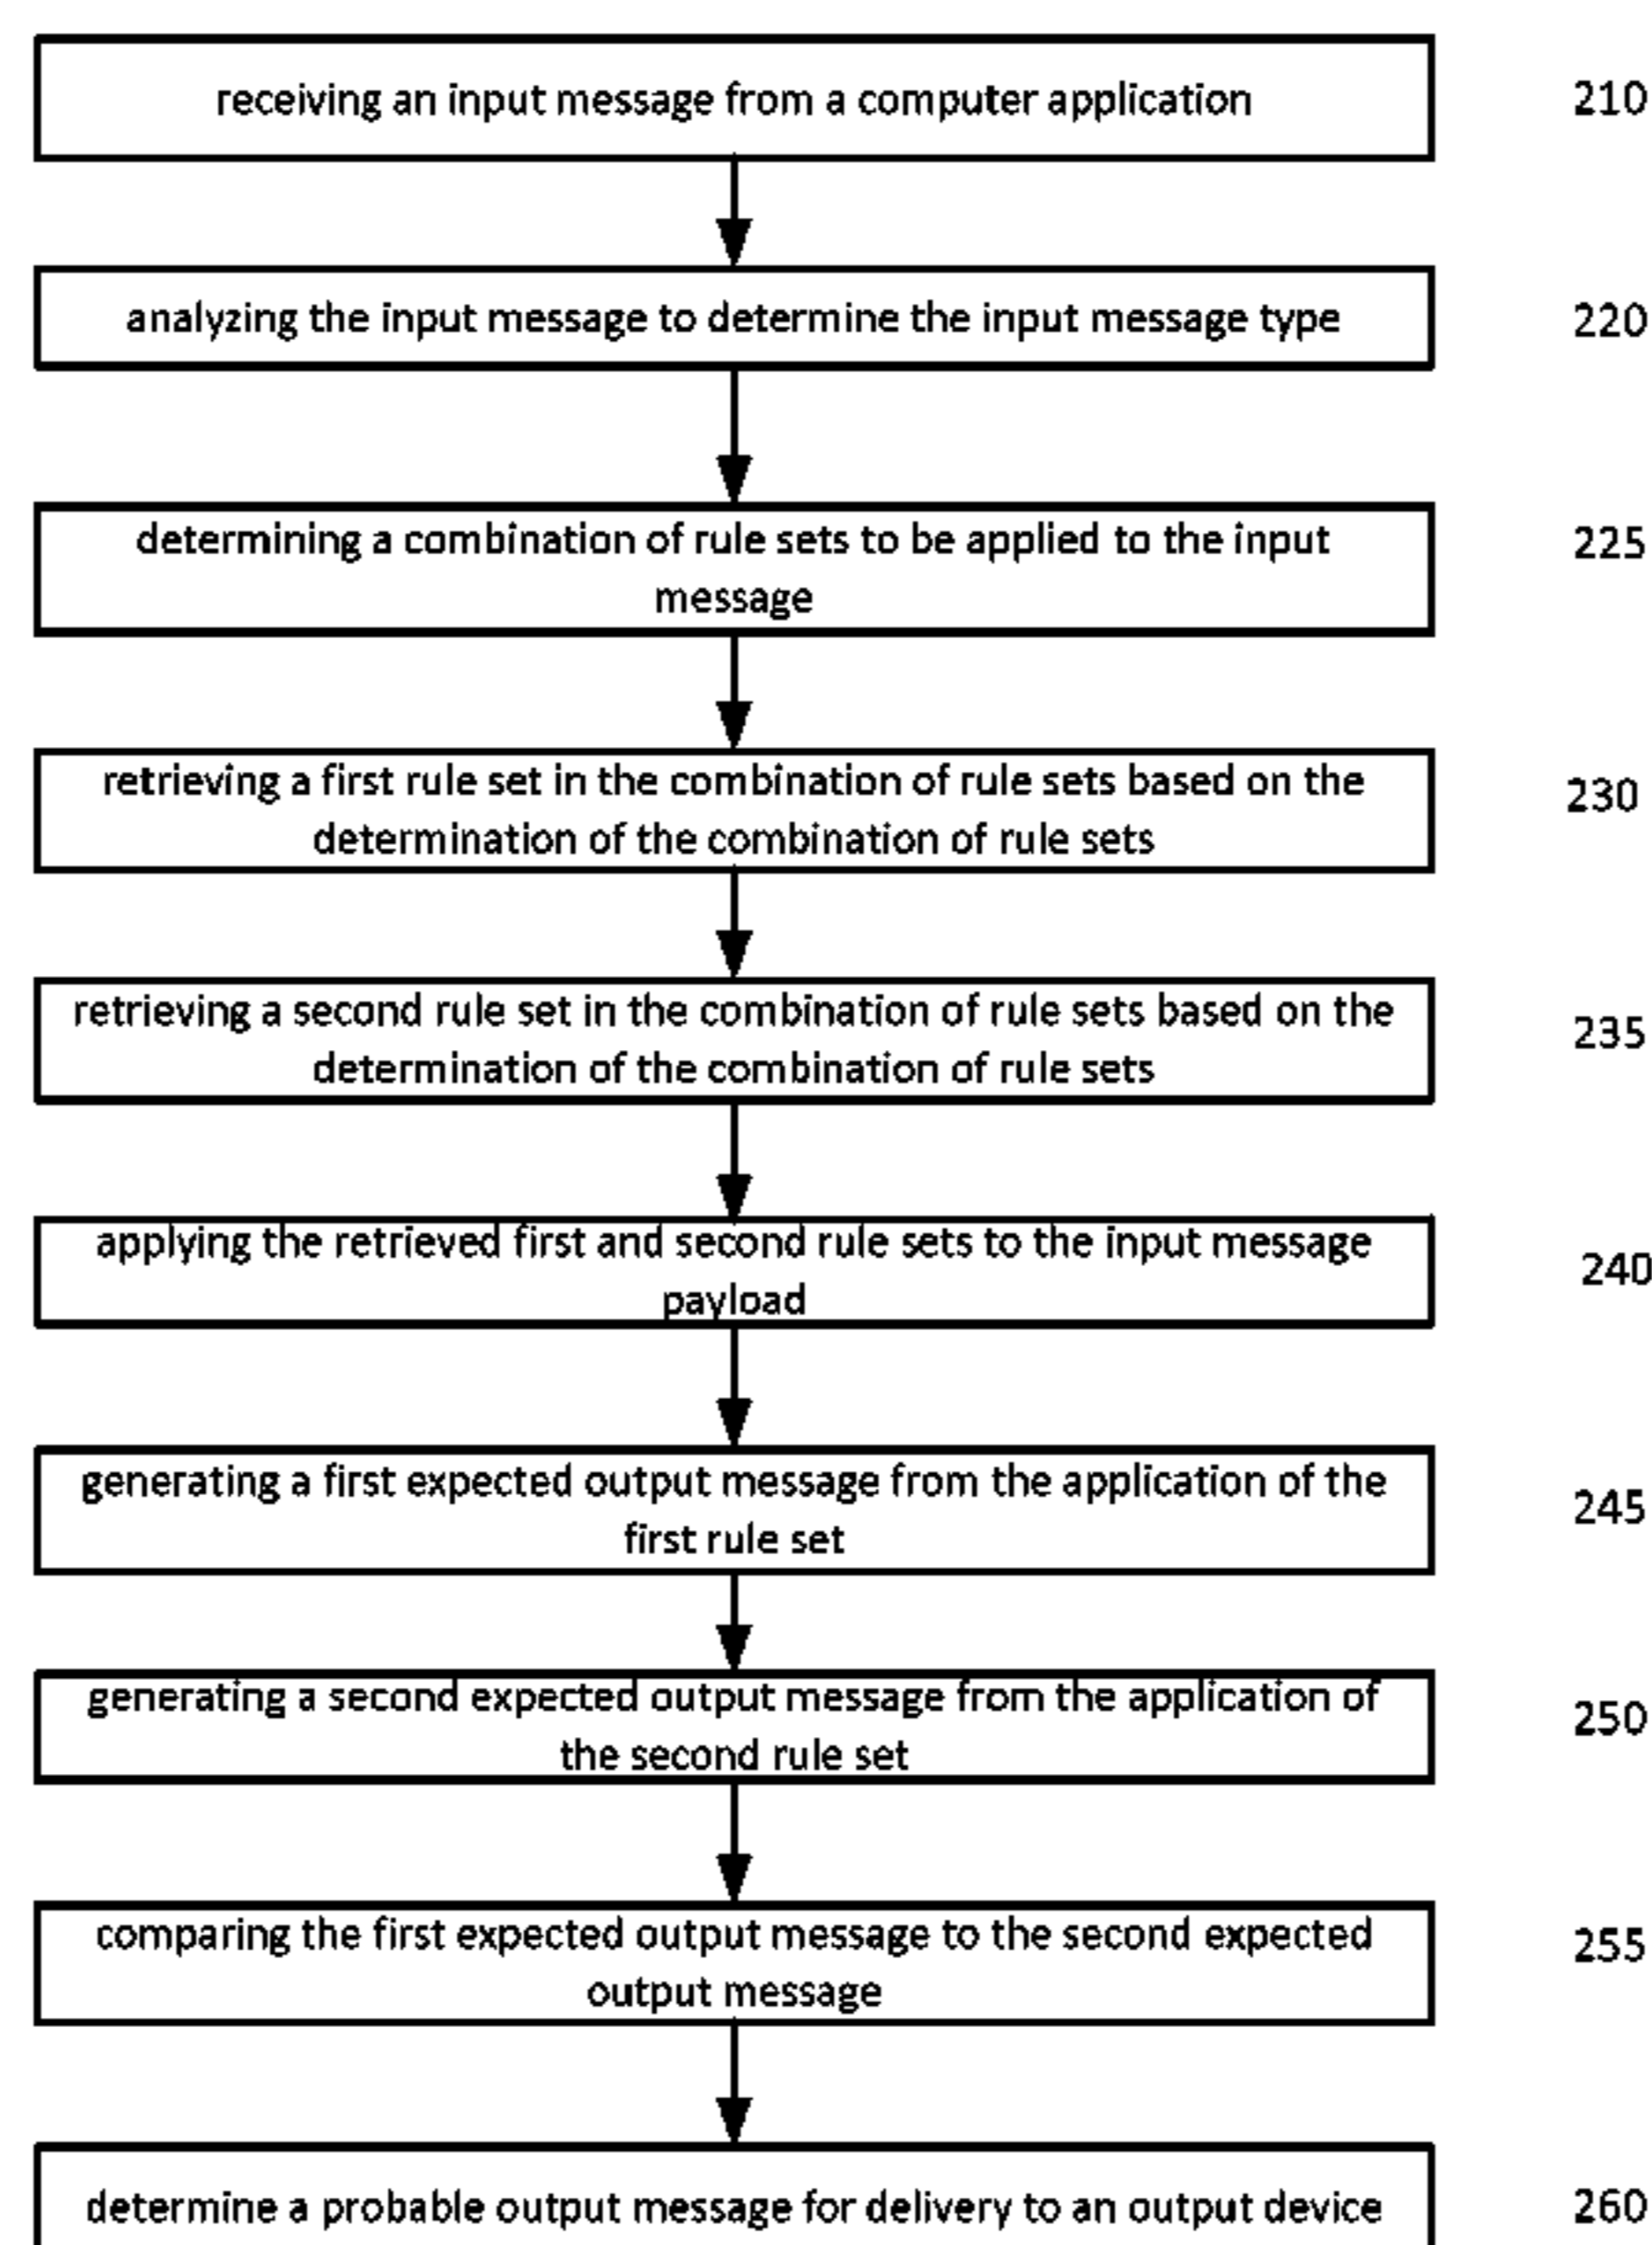 receiving an input message from a computer application
210
analyzing the input message to determine the input message type
220
determining a combination of rule sets to be applied to the input
message
225
retrieving a first rule set in the combination of rule sets based on the
determination of the combination of rule sets
230
retrieving a second rule set in the combination of rule sets based on the
determination of the combination of rule sets
235
applying the retrieved first and second rule sets to the input message
payload
240
generating a first expected output message from the application of the
first rule set
245
generating a second expected output message from the application of
the second rule set
250
comparing the first expected output message to the second expected
output message
255
determine a probable output message for delivery to an output device
260